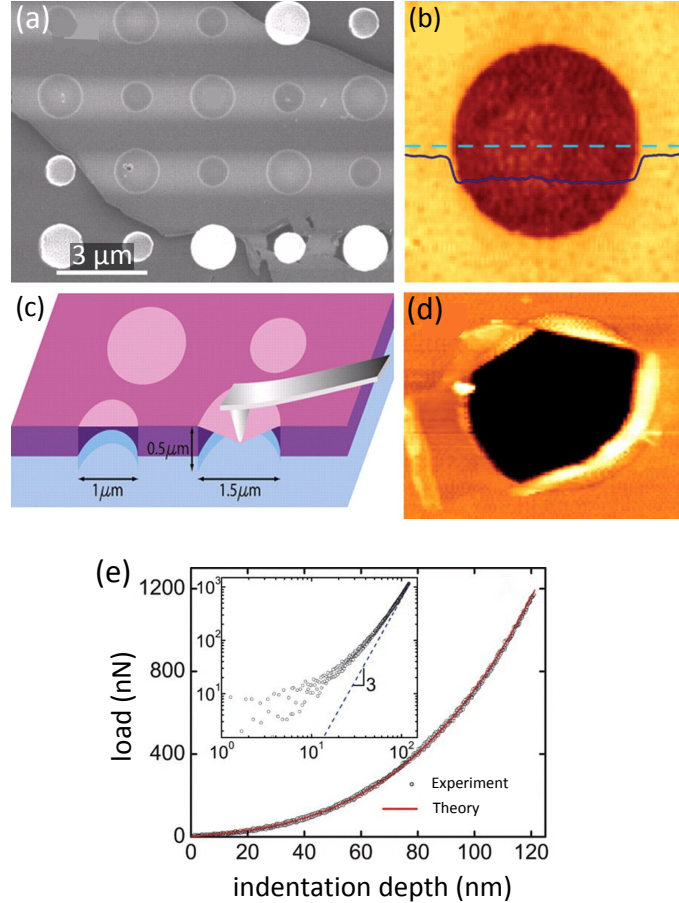 (a)
3 μm
(b)
(c)
0.5μm
1μm
1.5μm
(d)
(e)
1200
800
400
0
load (nN)
10³
10²
10¹
10⁰
10¹
10²
3
Experiment
Theory
0 20 40 60 80 100 120
indentation depth (nm)